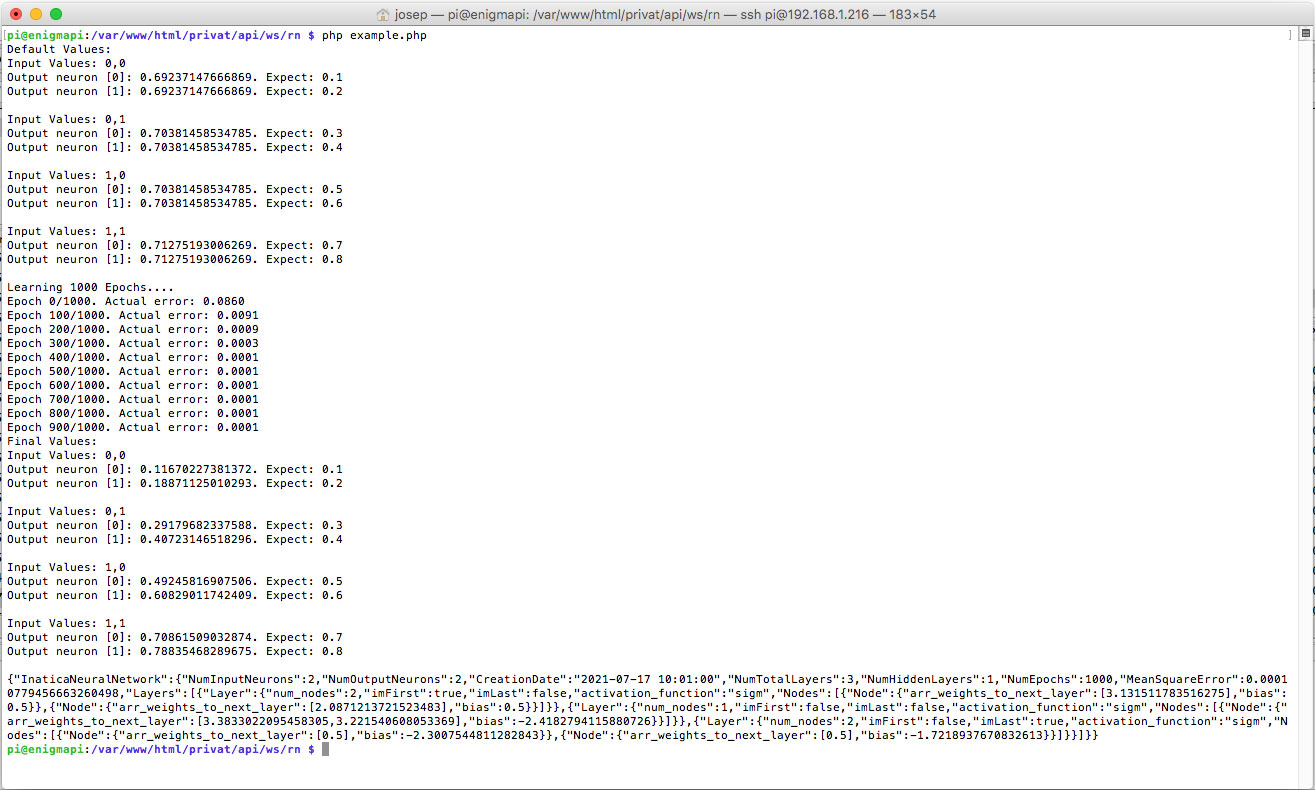 josep — pi@enigmapi: /var/www/html/privat/api/ws/rn — ssh pi@192.168.1.216 — 183×54
[pi@enigmapi:/var/www/html/privat/api/ws/rn $ php example.php ]
Default Values:
Input Values: 0,0
Output neuron [0]: 0.69237147666869. Expect: 0.1
Output neuron [1]: 0.69237147666869. Expect: 0.2

Input Values: 0,1
Output neuron [0]: 0.70381458534785. Expect: 0.3
Output neuron [1]: 0.70381458534785. Expect: 0.4

Input Values: 1,0
Output neuron [0]: 0.70381458534785. Expect: 0.5
Output neuron [1]: 0.70381458534785. Expect: 0.6

Input Values: 1,1
Output neuron [0]: 0.71275193006269. Expect: 0.7
Output neuron [1]: 0.71275193006269. Expect: 0.8

Learning 1000 Epochs....
Epoch 0/1000. Actual error: 0.0860
Epoch 100/1000. Actual error: 0.0091
Epoch 200/1000. Actual error: 0.0009
Epoch 300/1000. Actual error: 0.0003
Epoch 400/1000. Actual error: 0.0001
Epoch 500/1000. Actual error: 0.0001
Epoch 600/1000. Actual error: 0.0001
Epoch 700/1000. Actual error: 0.0001
Epoch 800/1000. Actual error: 0.0001
Epoch 900/1000. Actual error: 0.0001
Final Values:
Input Values: 0,0
Output neuron [0]: 0.11670227381372. Expect: 0.1
Output neuron [1]: 0.18871125010293. Expect: 0.2

Input Values: 0,1
Output neuron [0]: 0.29179682337588. Expect: 0.3
Output neuron [1]: 0.40723146518296. Expect: 0.4

Input Values: 1,0
Output neuron [0]: 0.49245816907506. Expect: 0.5
Output neuron [1]: 0.60829011742409. Expect: 0.6

Input Values: 1,1
Output neuron [0]: 0.70861509032874. Expect: 0.7
Output neuron [1]: 0.78835468289675. Expect: 0.8

{"InaticaNeuralNetwork":{"NumInputNeurons":2,"NumOutputNeurons":2,"CreationDate":"2021-07-17 10:01:00","NumTotalLayers":3,"NumHiddenLayers":1,"NumEpochs":1000,"MeanSquareError":0.0001
0779456663260498,"Layers":[{"Layer":{"num_nodes":2,"imFirst":true,"imLast":false,"activation_function":"sigm","Nodes":[{"Node":{"arr_weights_to_next_layer":[3.131511783516275],"bias":
0.5}},{"Node":{"arr_weights_to_next_layer":[2.0871213721523483],"bias":0.5}}]}},{"Layer":{"num_nodes":1,"imFirst":false,"imLast":false,"activation_function":"sigm","Nodes":[{"Node":{"
arr_weights_to_next_layer":[3.3833022095458305,3.221540608053369],"bias":-2.4182794115880726}}]}},{"Layer":{"num_nodes":2,"imFirst":false,"imLast":true,"activation_function":"sigm","N
odes":[{"Node":{"arr_weights_to_next_layer":[0.5],"bias":-2.3007544811282843}},{"Node":{"arr_weights_to_next_layer":[0.5],"bias":-1.7218937670832613}}]}}]}}
pi@enigmapi:/var/www/html/privat/api/ws/rn $